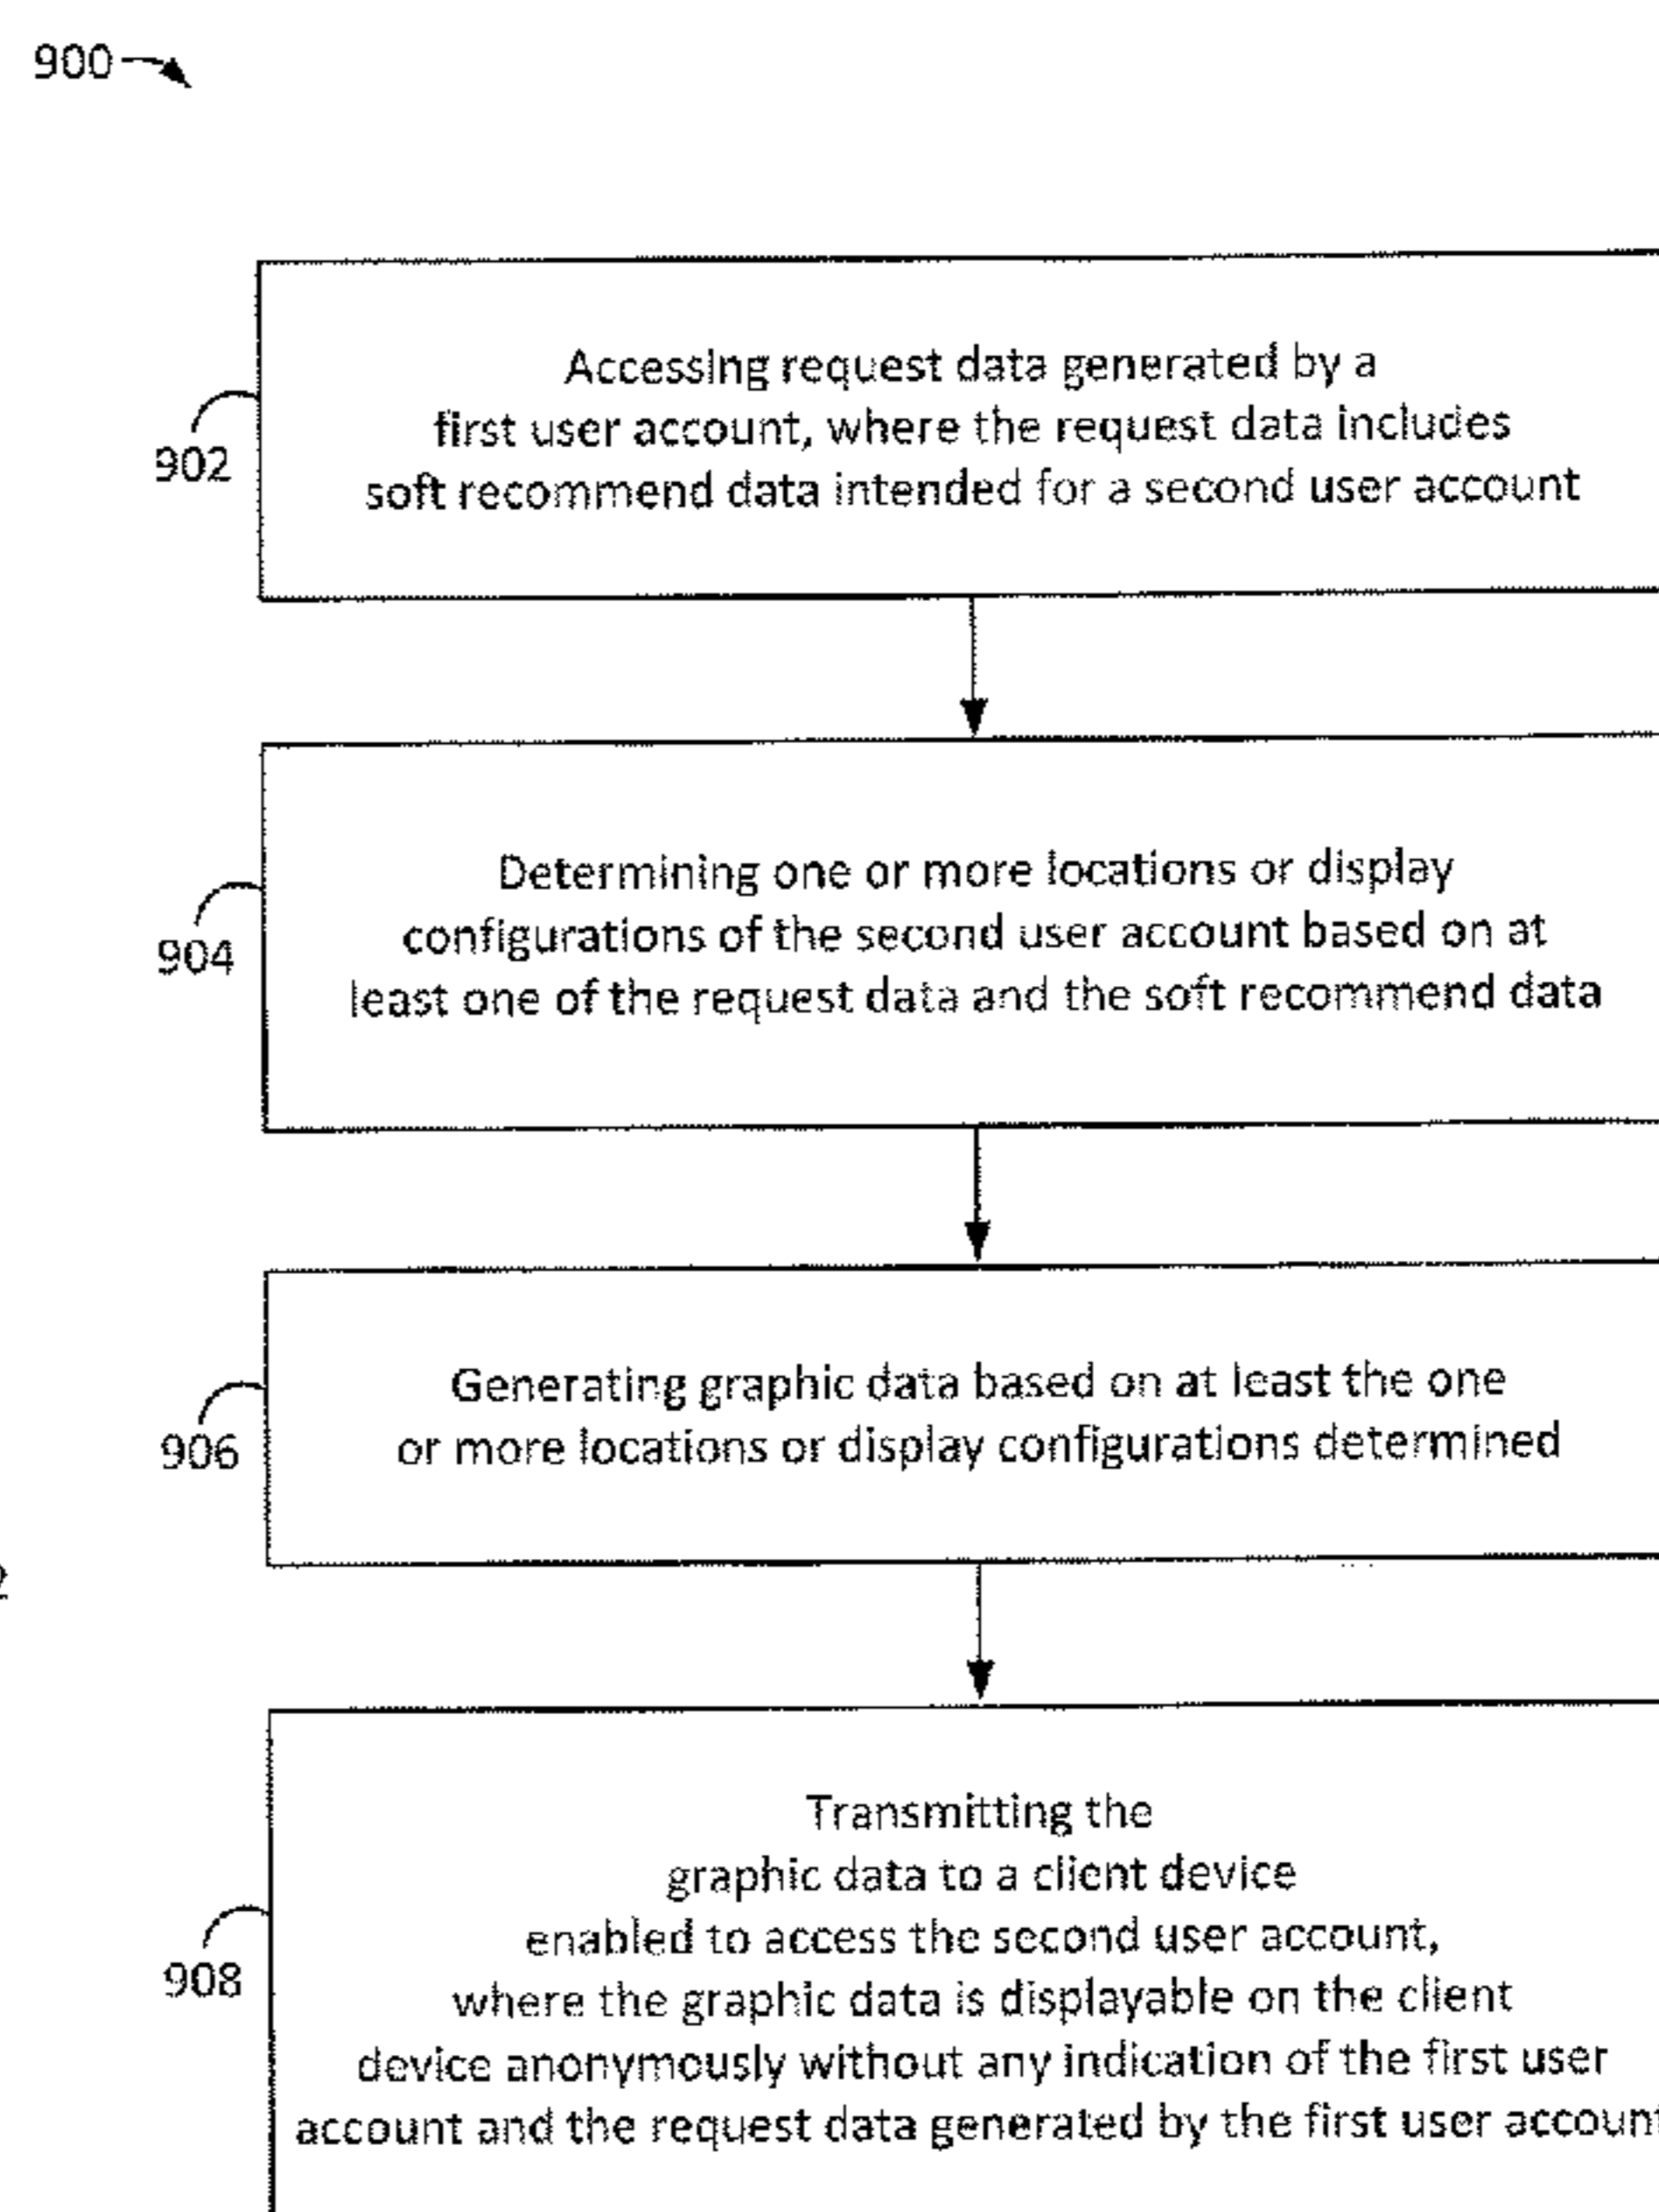 900
Accessing request data generated by a
first user account, where the request data includes
soft recommend data intended for a second user account
902
Determining one or more locations or display
configurations of the second user account based on at
least one of the request data and the soft recommend data
904
Generating graphic data based on at least the one
or more locations or display configurations determined
906
2
Transmitting the
graphic data to a client device
enabled to access the second user account,
where the graphic data is displayable on the client
device anonymously without any indication of the first user
account and the request data generated by the first user account
908